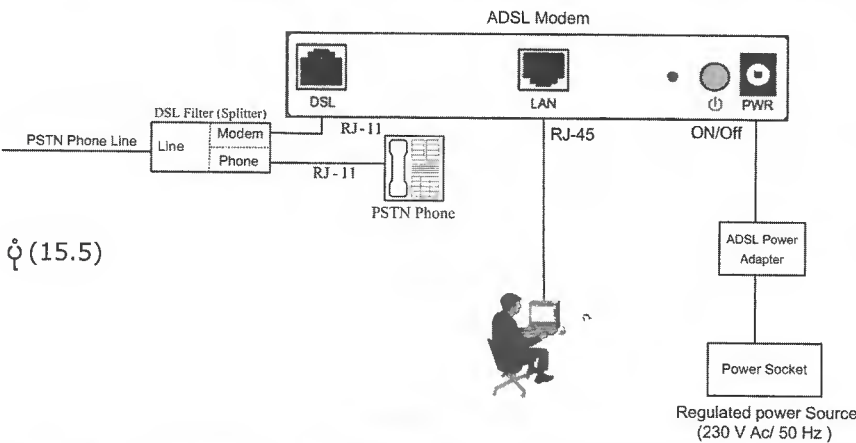 ADSL Modem
DSL
LAN
PWR
DSL Filter (Splitter)
PSTN Phone Line
Line
Modem
Phone
RJ-11
RJ-45
ON/Off
RJ - 11
PSTN Phone
ပုံ (15.5)
ADSL Power
Adapter
Power Socket
Regulated power Source
(230 V Ac/ 50 Hz )